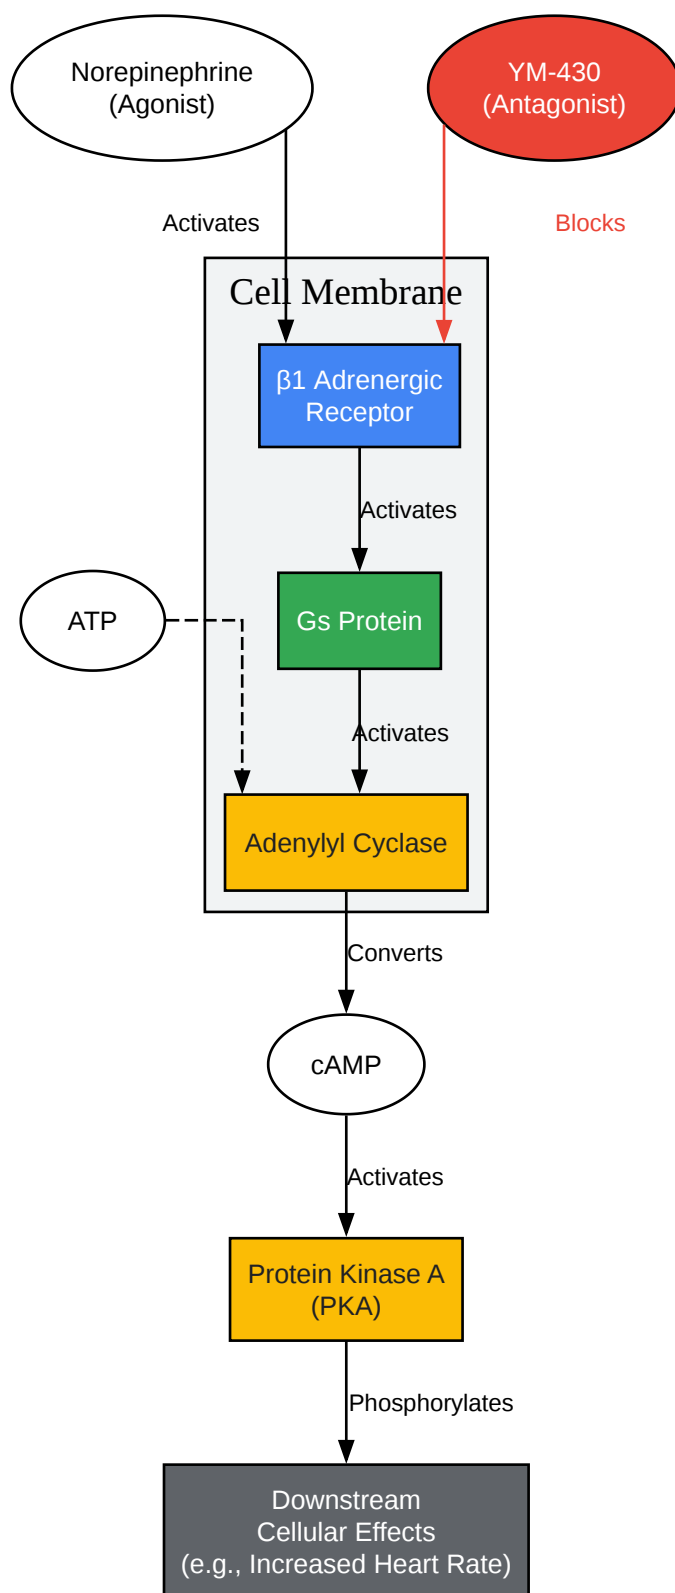 Norepinephrine
(Agonist)
YM-430
(Antagonist)
Activates
Blocks
Cell Membrane
β1 Adrenergic
Receptor
Activates
ATP
Gs Protein
Activates
Adenylyl Cyclase
Converts
cAMP
Activates
Protein Kinase A
(PKA)
Phosphorylates
Downstream
Cellular Effects
(e.g., Increased Heart Rate)